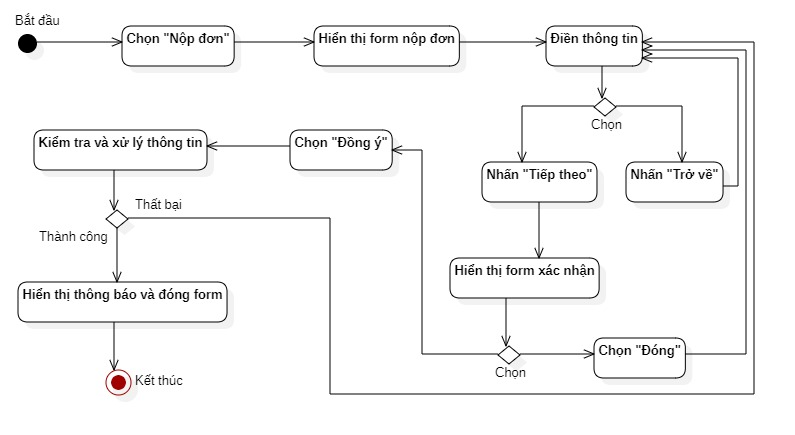 Bắt đầu
Chọn "Nộp đơn"
Hiển thị form nộp đơn
Điền thông tin
Chọn
Nhấn "Tiếp theo"
Nhấn "Trở về"
Hiển thị form xác nhận
Chọn
Chọn "Đóng"
Chọn "Đồng ý"
Kiểm tra và xử lý thông tin
Thất bại
Thành công
Hiển thị thông báo và đóng form
Kết thúc